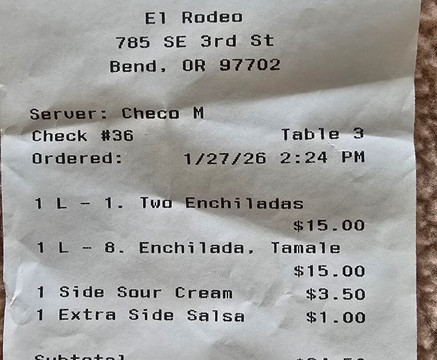 El Rodeo
785 SE 3rd St
Bend, OR 97702
Server: Checo M
Check #36 Table 3
Ordered: 1/27/26 2:24 PM
1 L - 1. Two Enchiladas
$15.00
1 L - 8. Enchilada, Tamale
$15.00
1 Side Sour Cream $3.50
1 Extra Side Salsa $1.00
Subtotal